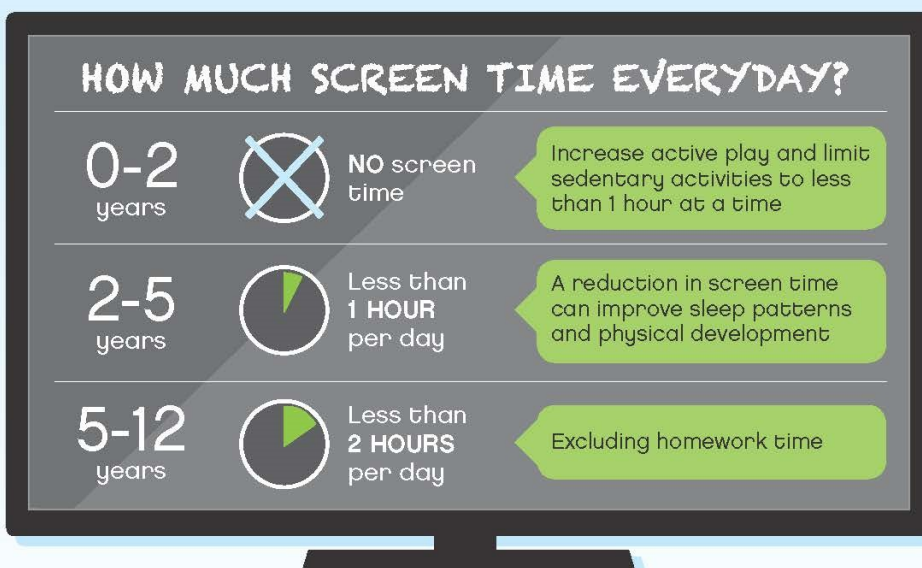 HOW MUCH SCREEN TIME EVERYDAY?
0-2
years
NO screen
time
Increase active play and limit
sedentary activities to less
than 1 hour at a time
2-5
years
Less than
1 HOUR
per day
A reduction in screen time
can improve sleep patterns
and physical development
5-12
years
Less than
2 HOURS
per day
Excluding homework time